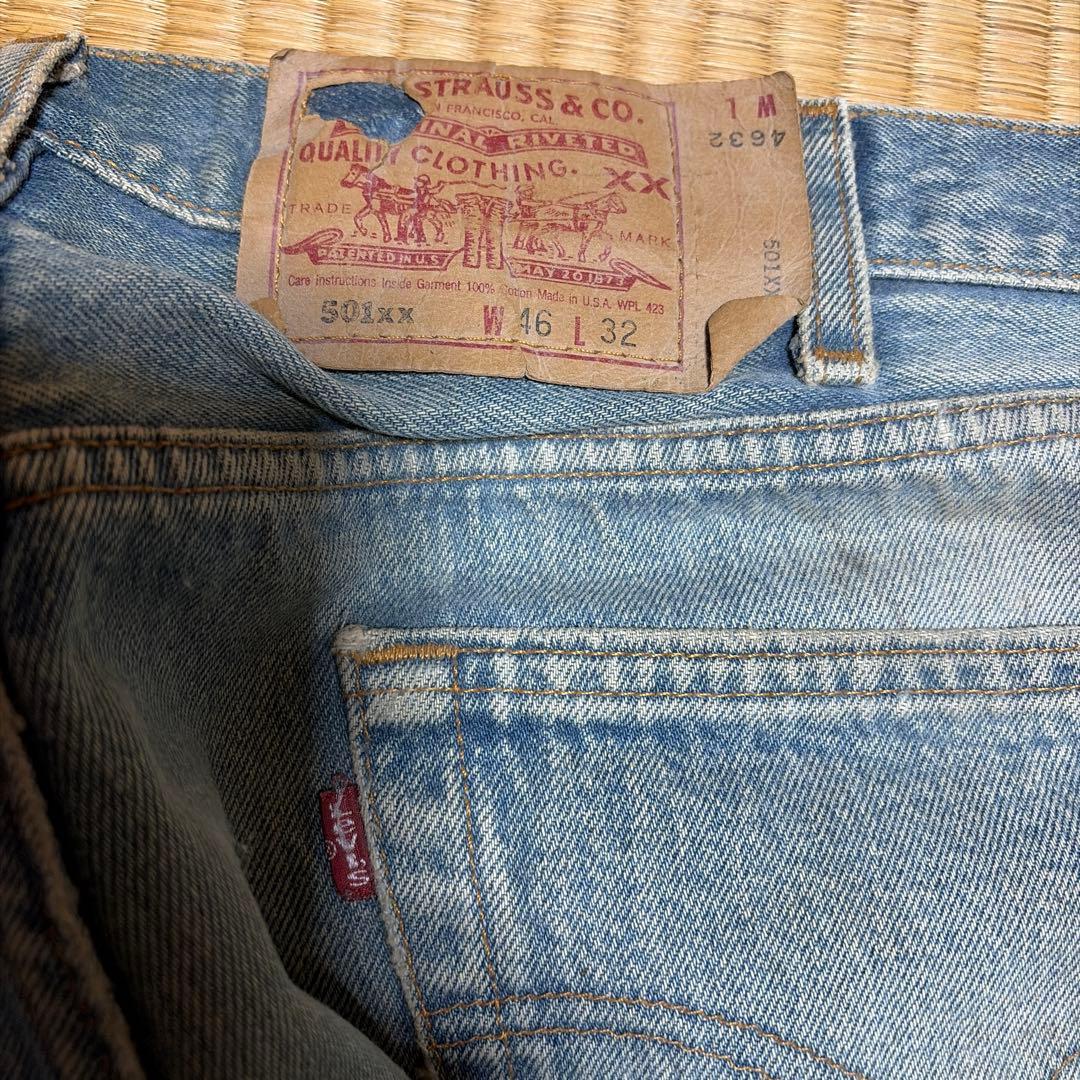 STRAUSS & CO.
N FRANCISCO, CAL.
INAL RIVETED
QUALITY CLOTHING.
XX
TRADE MARK
PATENTED IN U.S.
MAY 20 1873
Care Instructions Inside Garment 100% Cotton Made in U.S.A. WPL 423
501xx W 46 L 32
W L
4632
501XX
LEVI'S
®